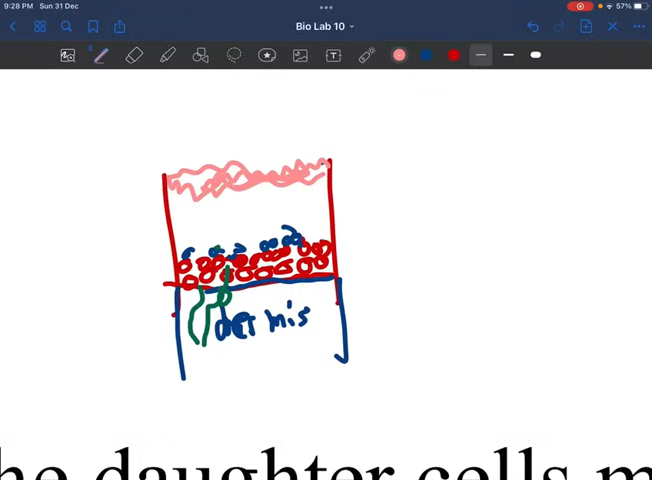 9:28 PM Sun 31 Dec
57%
Bio Lab 10
T
dermis
he daughter cells m